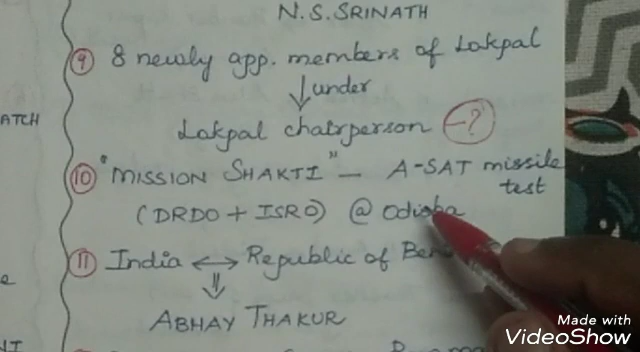 N.S. SRINATH
⑨ 8 newly app. members of Lokpal
↓ under
ATCH
Lokpal chairperson –?
⑩ "MISSION SHAKTI" – A-SAT missile
test
(DRDO + ISRO) @ Odisha
⑪ India ↔ Republic of
⇓
ABHAY THAKUR
Made with
VideoShow